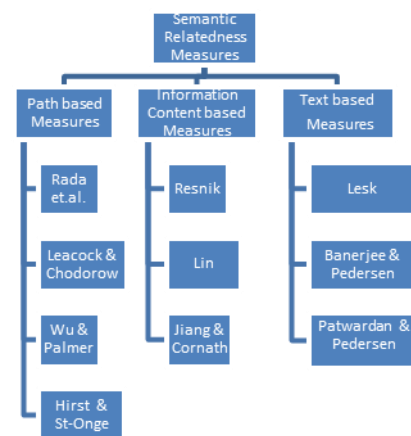 Semantic
Relatedness
Measures
Path based
Measures
Information
Content based
Measures
Text based
Measures
Rada
et.al.
Leacock &
Chodorow
Wu &
Palmer
Hirst &
St-Onge
Resnik
Lin
Jiang &
Cornath
Lesk
Banerjee &
Pedersen
Patwardan &
Pedersen